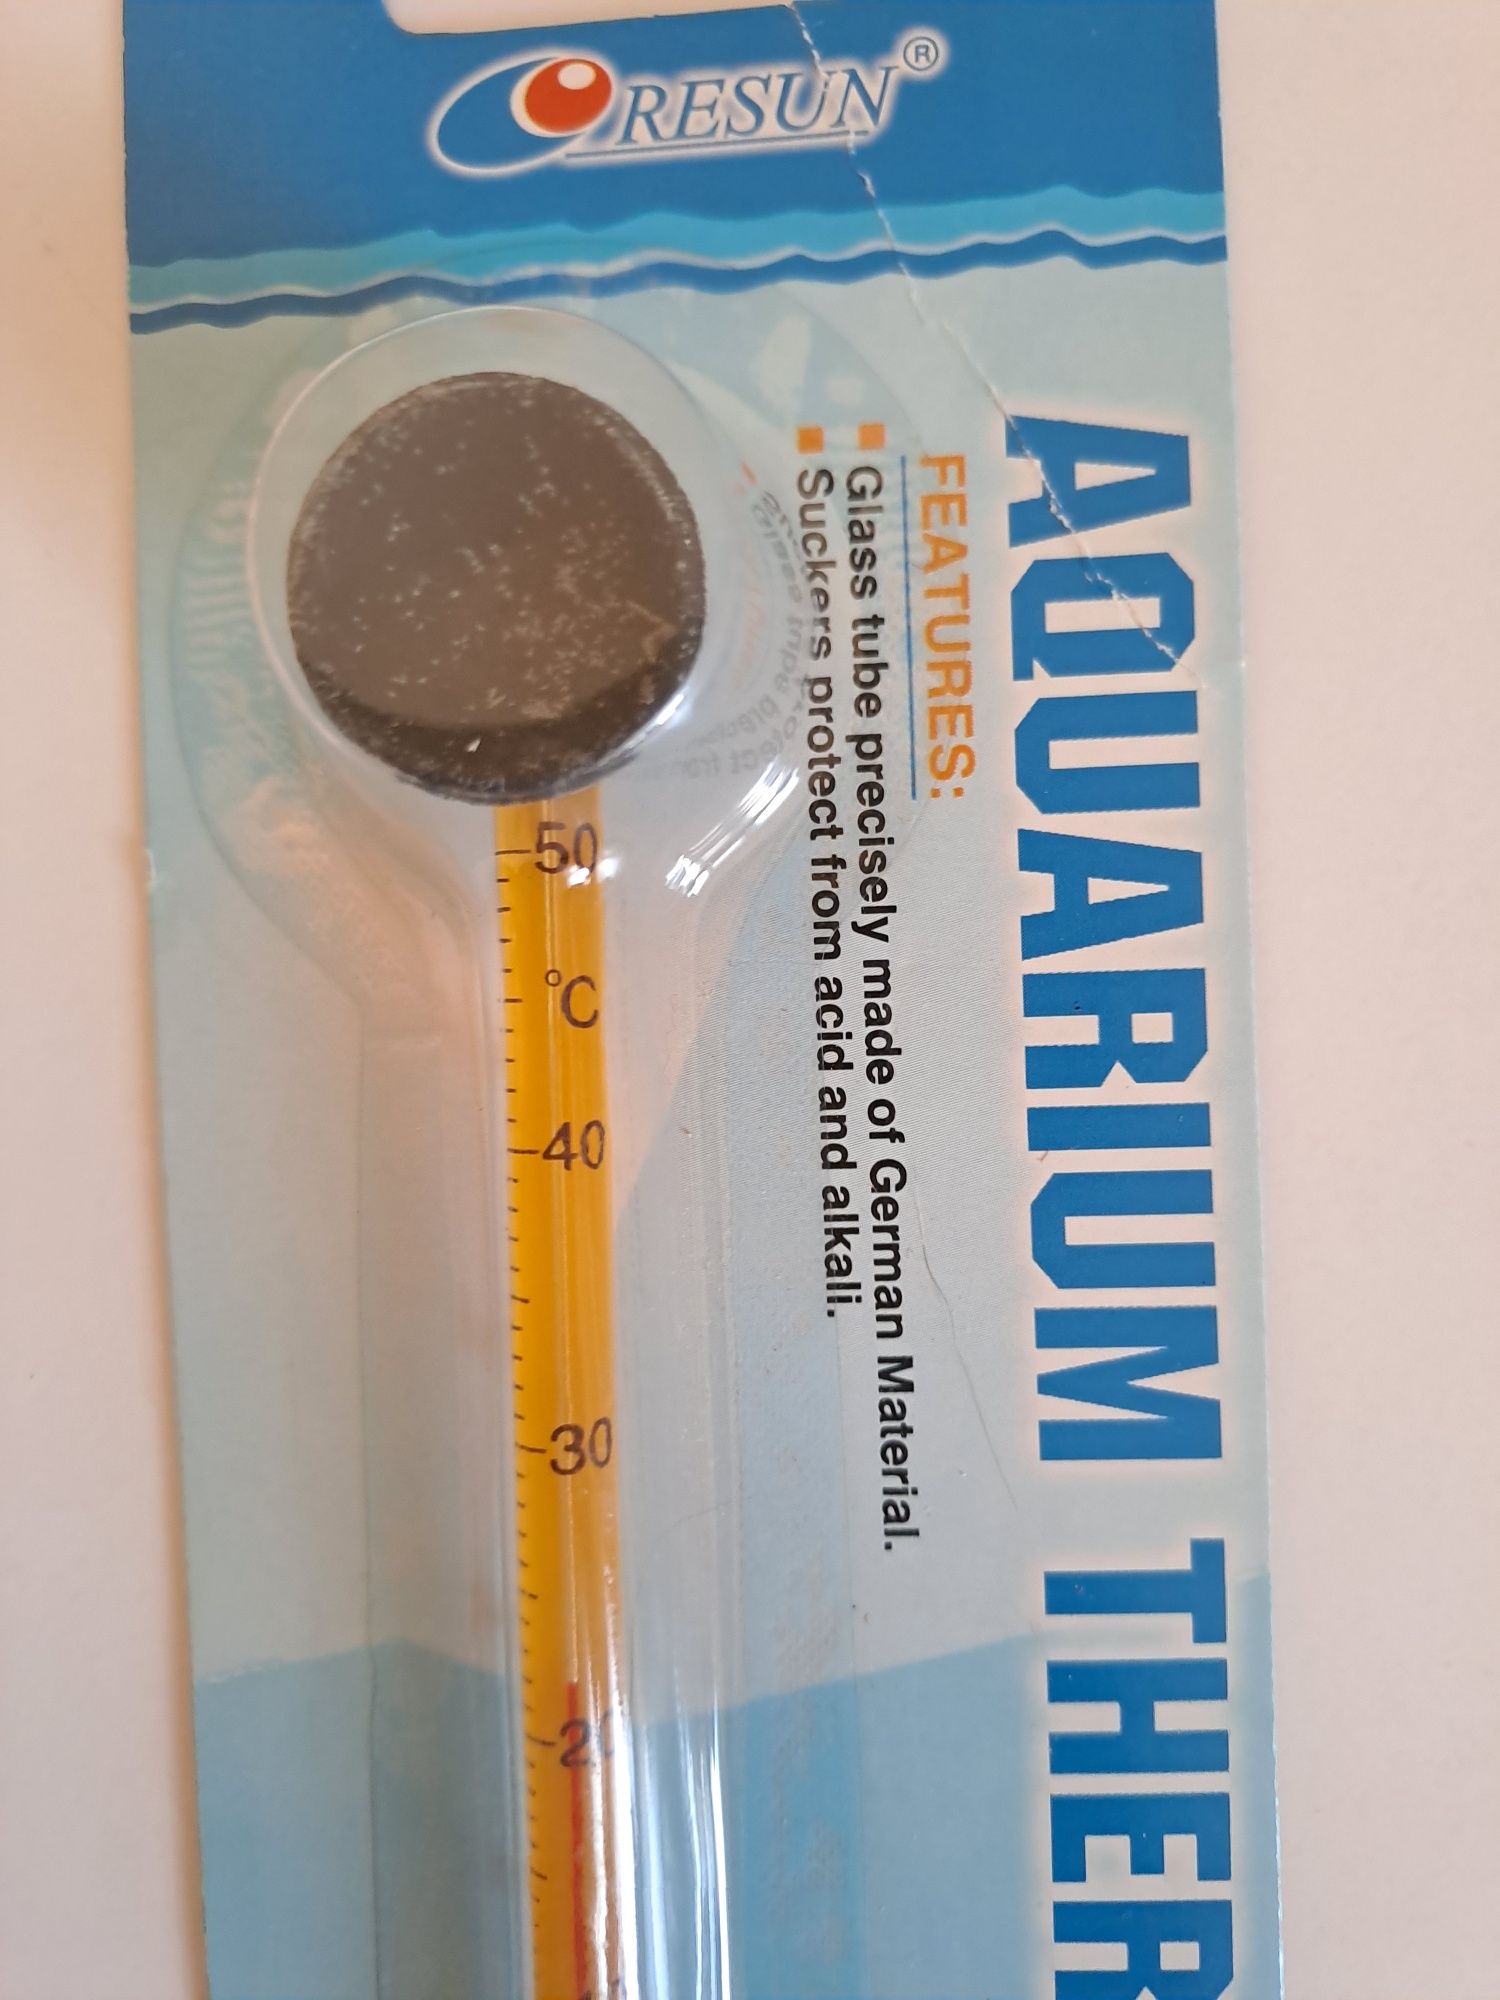 RESUN®
AQUARIUM THER
FEATURES:
Glass tube precisely made of German Material.
Suckers protect from acid and alkali.
50
°C
40
30
20